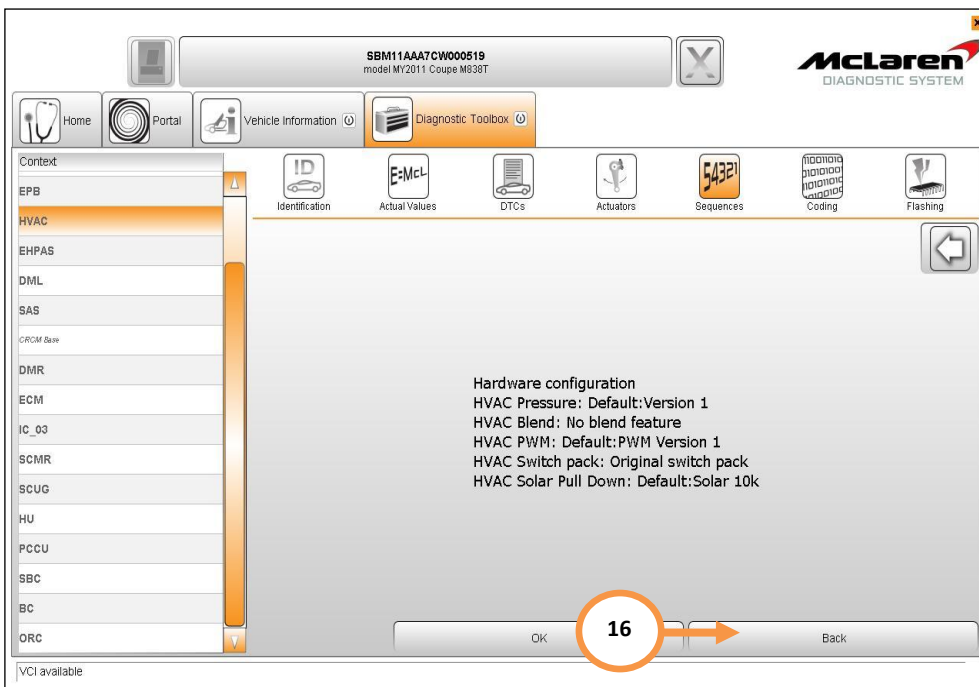 SBM11AAA7CW000519
model MY2011 Coupe M838T
X
McLaren
DIAGNOSTIC SYSTEM
Home
Portal
Vehicle Information
Diagnostic Toolbox
Context
EPB
HVAC
EHPAS
DML
SAS
CRCM Base
DMR
ECM
IC_03
SCMR
SCUG
HU
PCCU
SBC
BC
ORC
ID
Identification
E:McL
Actual Values
DTCs
Actuators
54321
Sequences
Coding
Flashing
Hardware configuration
HVAC Pressure: Default:Version 1
HVAC Blend: No blend feature
HVAC PWM: Default:PWM Version 1
HVAC Switch pack: Original switch pack
HVAC Solar Pull Down: Default:Solar 10k
OK
16
Back
VCI available